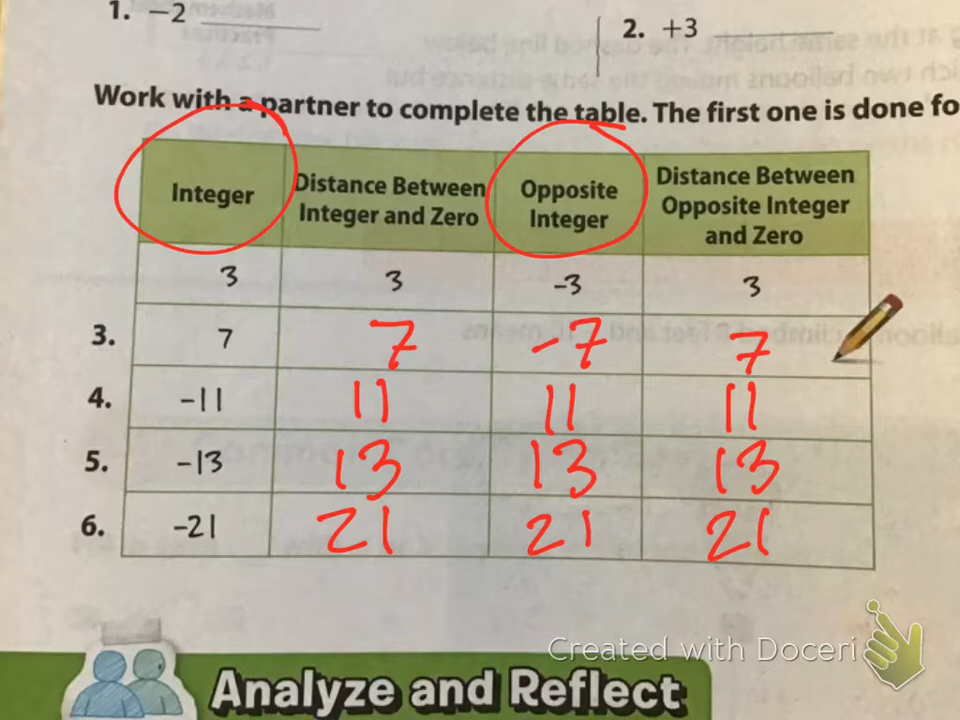 1. −2
2. +3
Work with a partner to complete the table. The first one is done fo
Integer
Distance Between
Integer and Zero
Opposite
Integer
Distance Between
Opposite Integer
and Zero
3 3 -3 3
3. 7 7 -7 7
4. -11 11 11 11
5. -13 13 13 13
6. -21 21 21 21
Created with Doceri
Analyze and Reflect